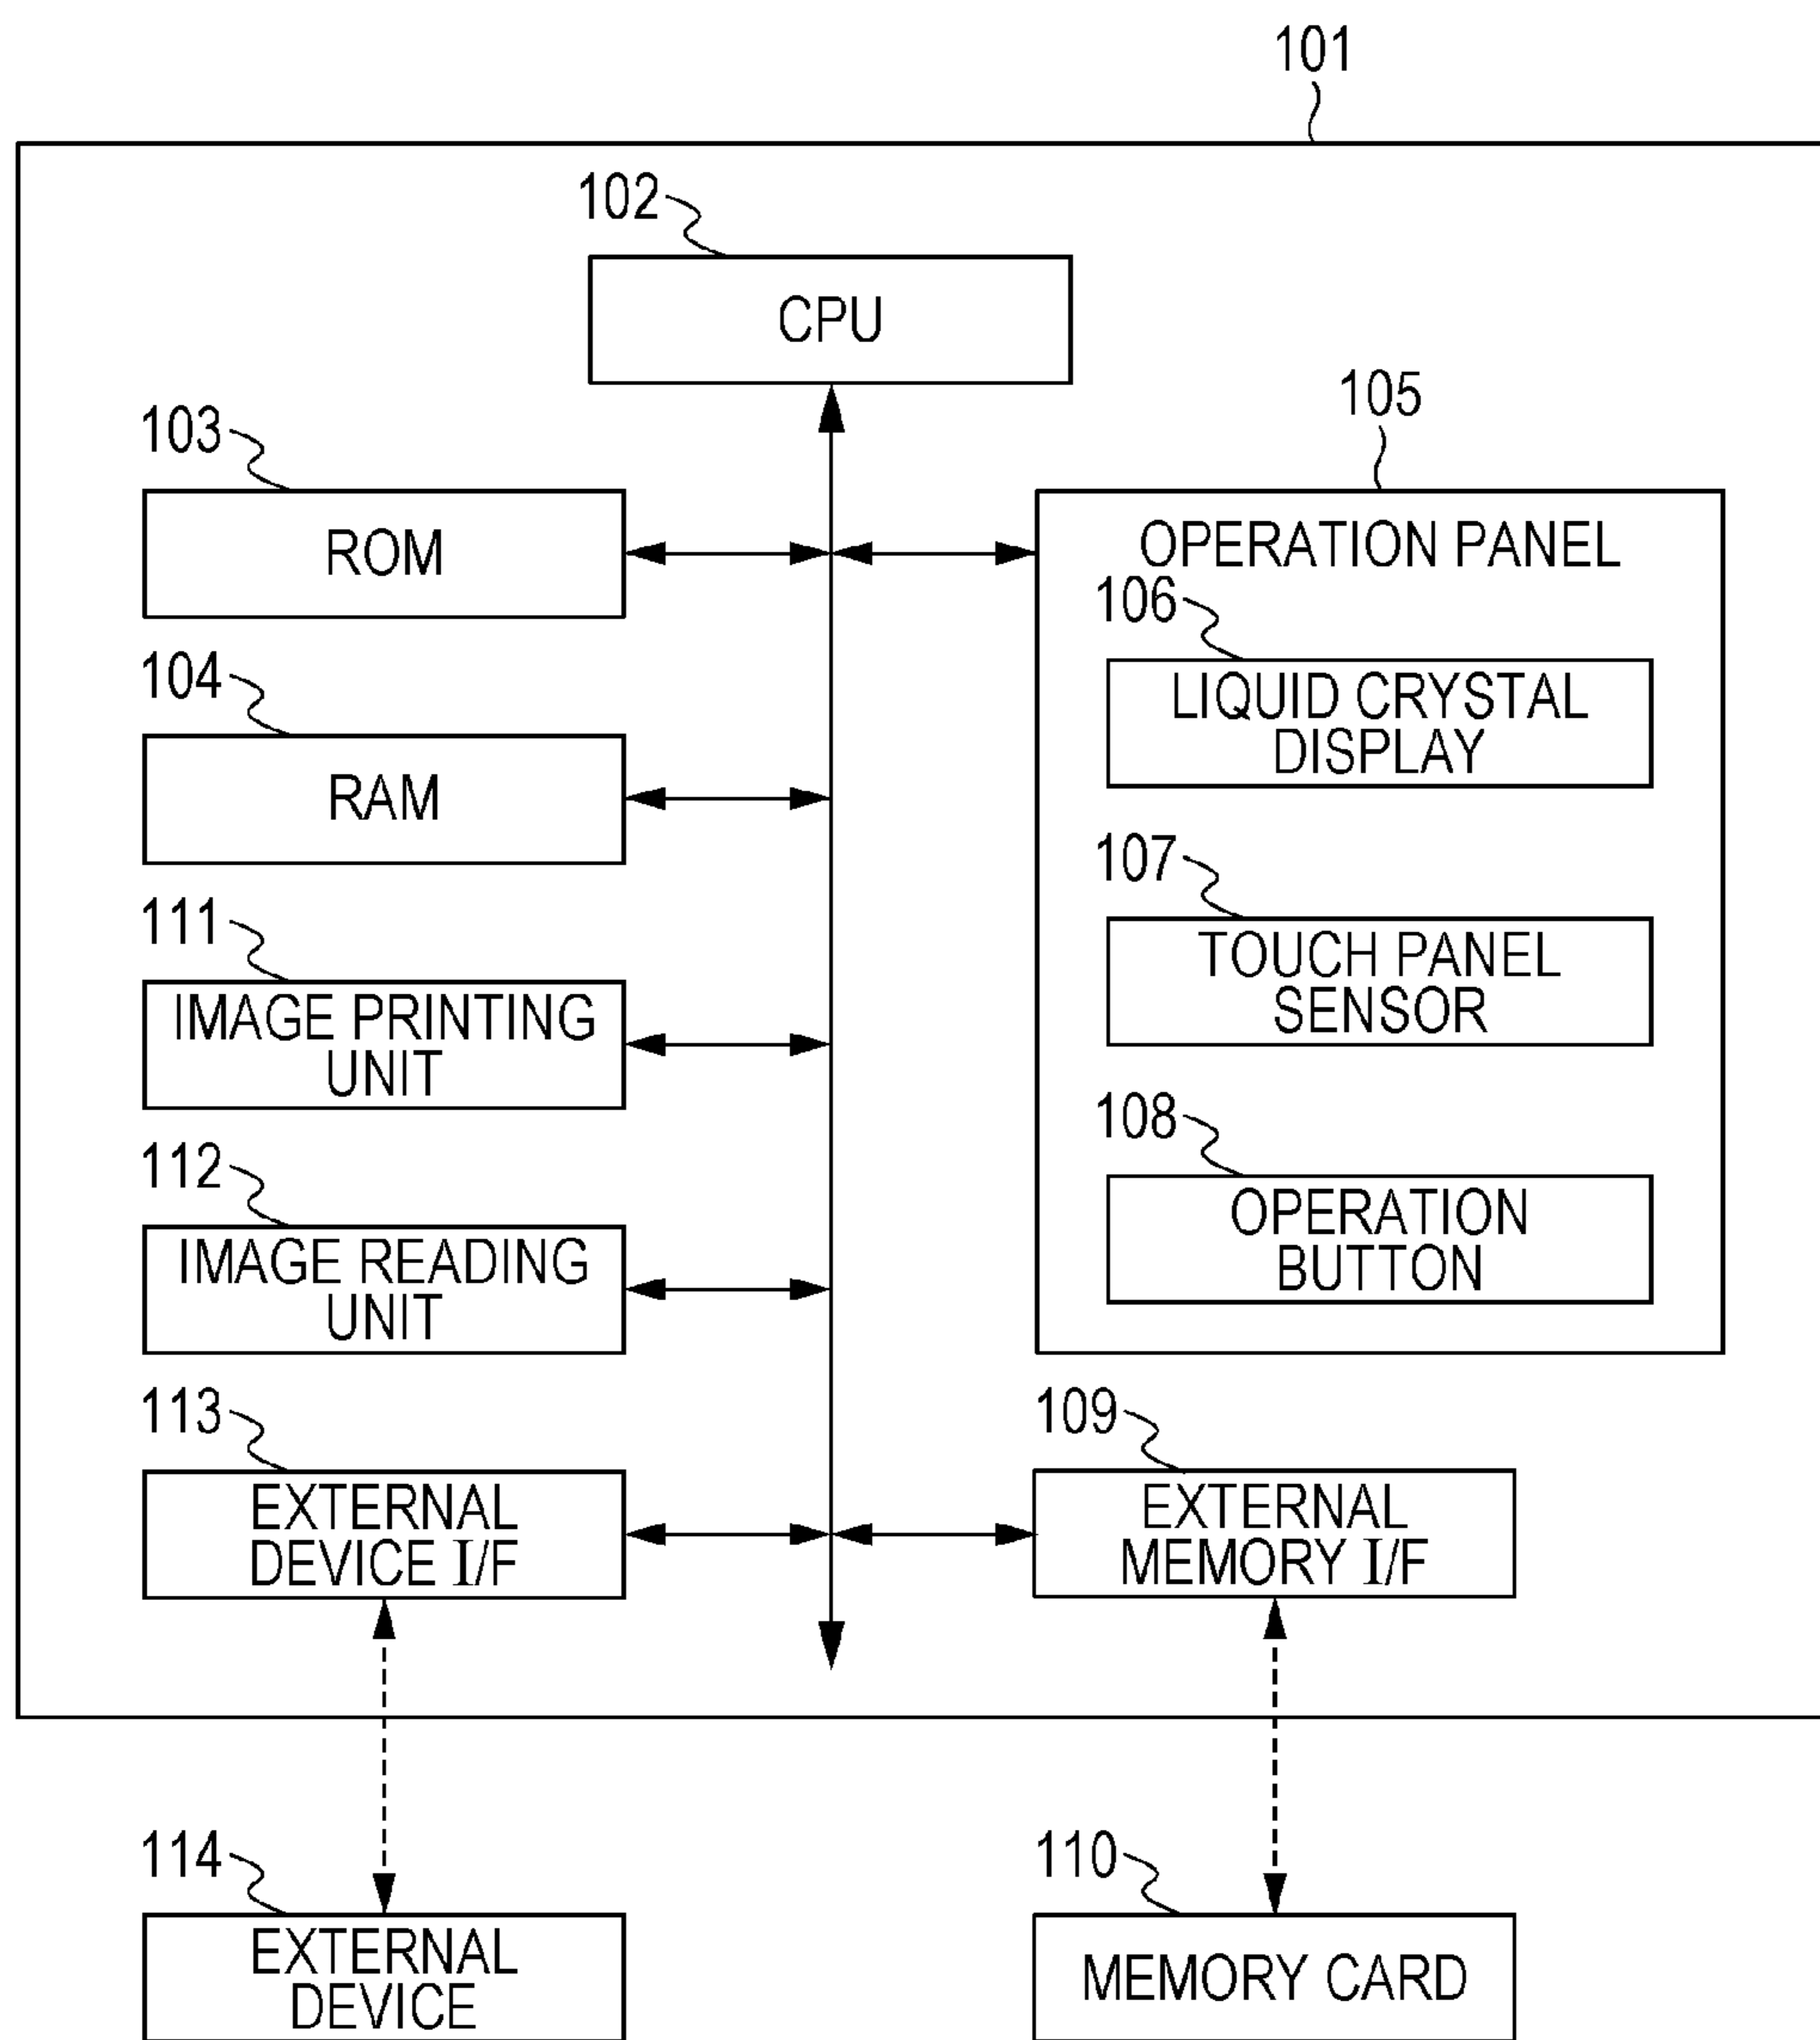 101
102
CPU
103
ROM
105
OPERATION PANEL
106
LIQUID CRYSTAL
DISPLAY
104
RAM
107
TOUCH PANEL
SENSOR
111
IMAGE PRINTING
UNIT
108
OPERATION
BUTTON
112
IMAGE READING
UNIT
113
EXTERNAL
DEVICE I/F
109
EXTERNAL
MEMORY I/F
114
EXTERNAL
DEVICE
110
MEMORY CARD